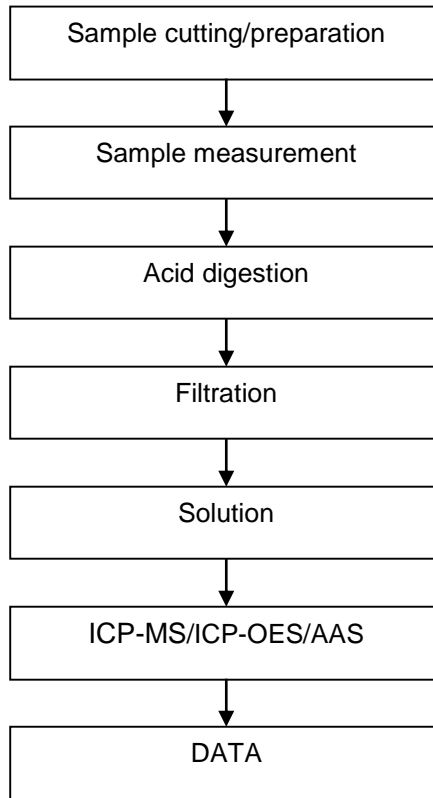 Sample cutting/preparation
Sample measurement
Acid digestion
Filtration
Solution
ICP-MS/ICP-OES/AAS
DATA